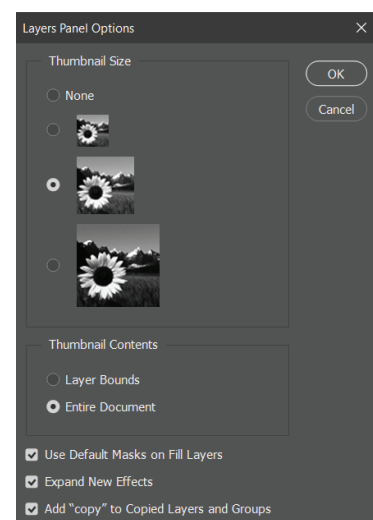 Layers Panel Options
Thumbnail Size
OK
None
Cancel
Thumbnail Contents
Layer Bounds
Entire Document
Use Default Masks on Fill Layers
Expand New Effects
Add “copy” to Copied Layers and Groups